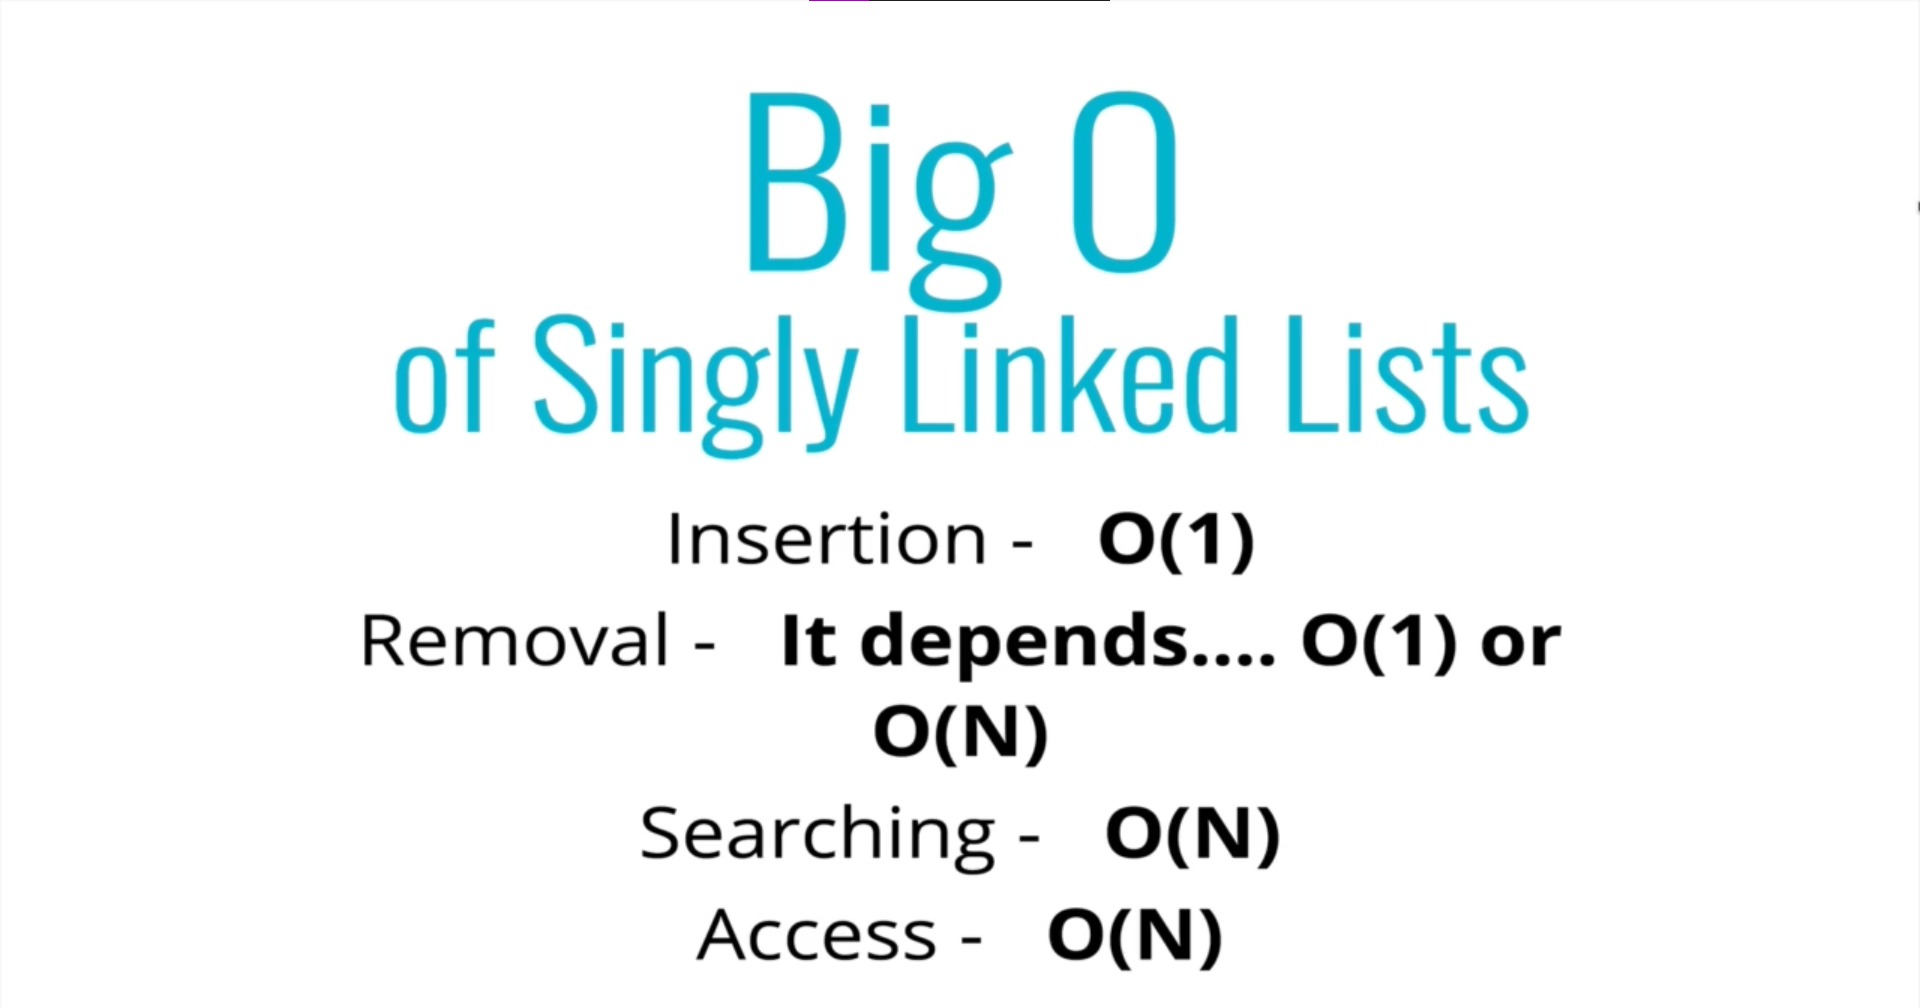 Big O
of Singly Linked Lists
Insertion - O(1)
Removal - It depends.... O(1) or
O(N)
Searching - O(N)
Access - O(N)